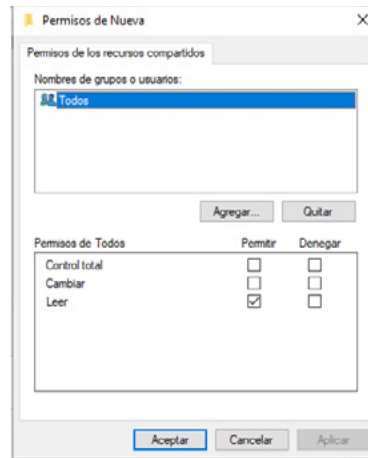 Permisos de Nueva
Permisos de los recursos compartidos
Nombres de grupos o usuarios:
Todos
Agregar... Quitar
Permisos de Todos Permitir Denegar
Control total
Cambiar
Leer
Aceptar Cancelar Aplicar